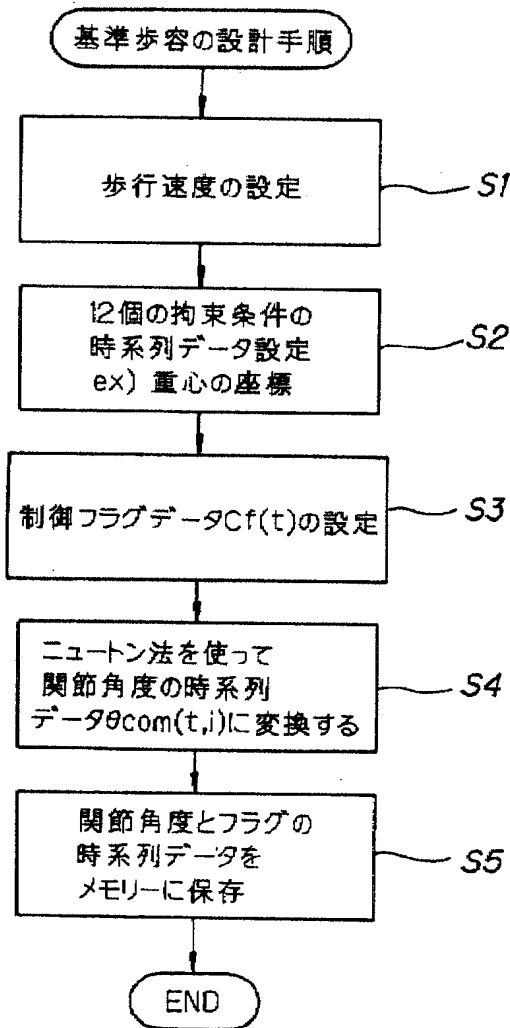 基準歩容の設計手順
歩行速度の設定
S1
12個の拘束条件の
時系列データ設定
ex) 重心の座標
S2
制御フラグデータCf(t)の設定
S3
ニュートン法を使って
関節角度の時系列
データθcom(t,i)に変換する
S4
関節角度とフラグの
時系列データを
メモリーに保存
S5
END